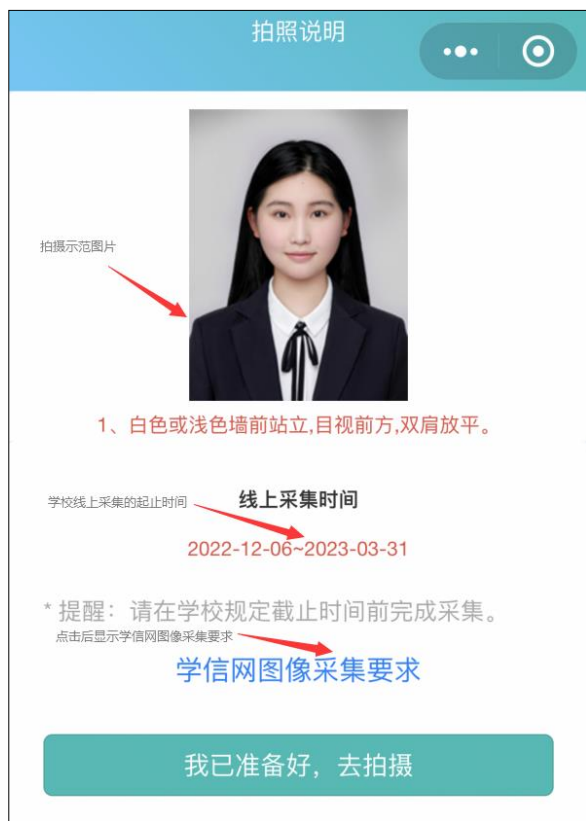 拍照说明
拍摄示范图片
1、白色或浅色墙前站立,目视前方,双肩放平。
学校线上采集的起止时间
线上采集时间
2022-12-06~2023-03-31
* 提醒：请在学校规定截止时间前完成采集。
点击后显示学信网图像采集要求
学信网图像采集要求
我已准备好，去拍摄